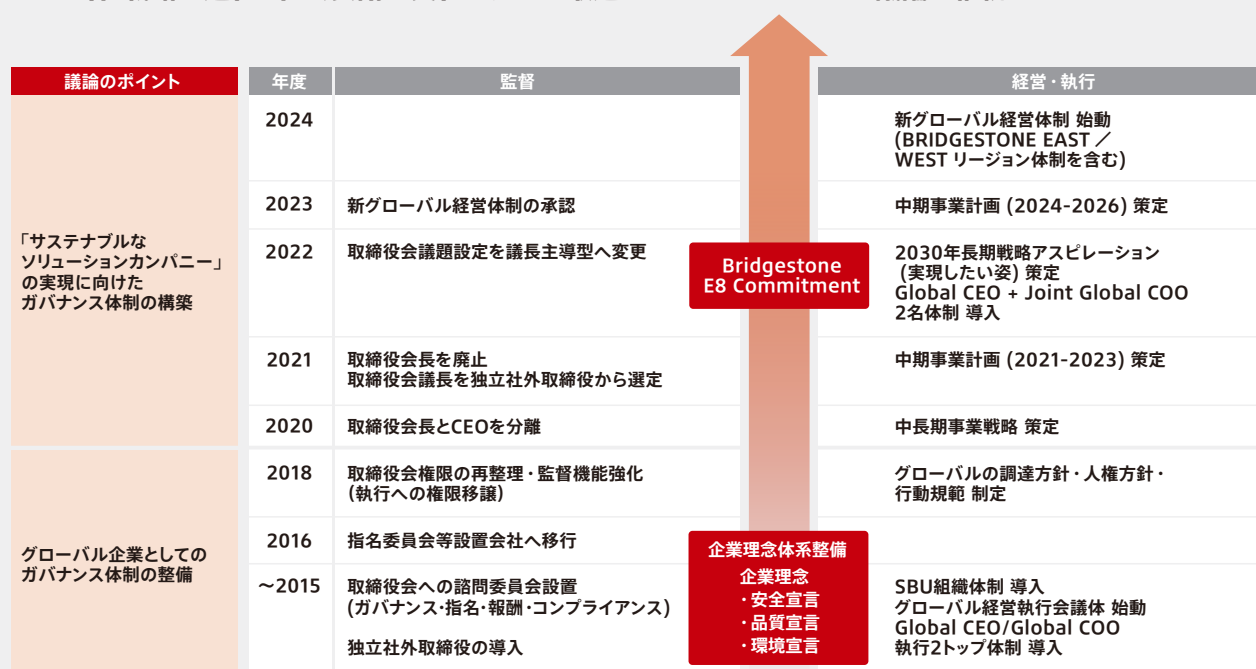 議論のポイント
年度
監督
経営・執行
「サステナブルな
ソリューションカンパニー」
の実現に向けた
ガバナンス体制の構築
2024
新グローバル経営体制 始動
(BRIDGESTONE EAST ／
WEST リージョン体制を含む)
2023
新グローバル経営体制の承認
中期事業計画 (2024-2026) 策定
2022
取締役会議題設定を議長主導型へ変更
Bridgestone
E8 Commitment
2030年長期戦略アスピレーション
(実現したい姿) 策定
Global CEO + Joint Global COO
2名体制 導入
2021
取締役会長を廃止
取締役会議長を独立社外取締役から選定
中期事業計画 (2021-2023) 策定
2020
取締役会長とCEOを分離
中長期事業戦略 策定
グローバル企業としての
ガバナンス体制の整備
2018
取締役会権限の再整理・監督機能強化
(執行への権限移譲)
グローバルの調達方針・人権方針・
行動規範 制定
2016
指名委員会等設置会社へ移行
企業理念体系整備
企業理念
・安全宣言
・品質宣言
・環境宣言
～2015
取締役会への諮問委員会設置
(ガバナンス・指名・報酬・コンプライアンス)
独立社外取締役の導入
SBU組織体制 導入
グローバル経営執行会議体 始動
Global CEO/Global COO
執行2トップ体制 導入